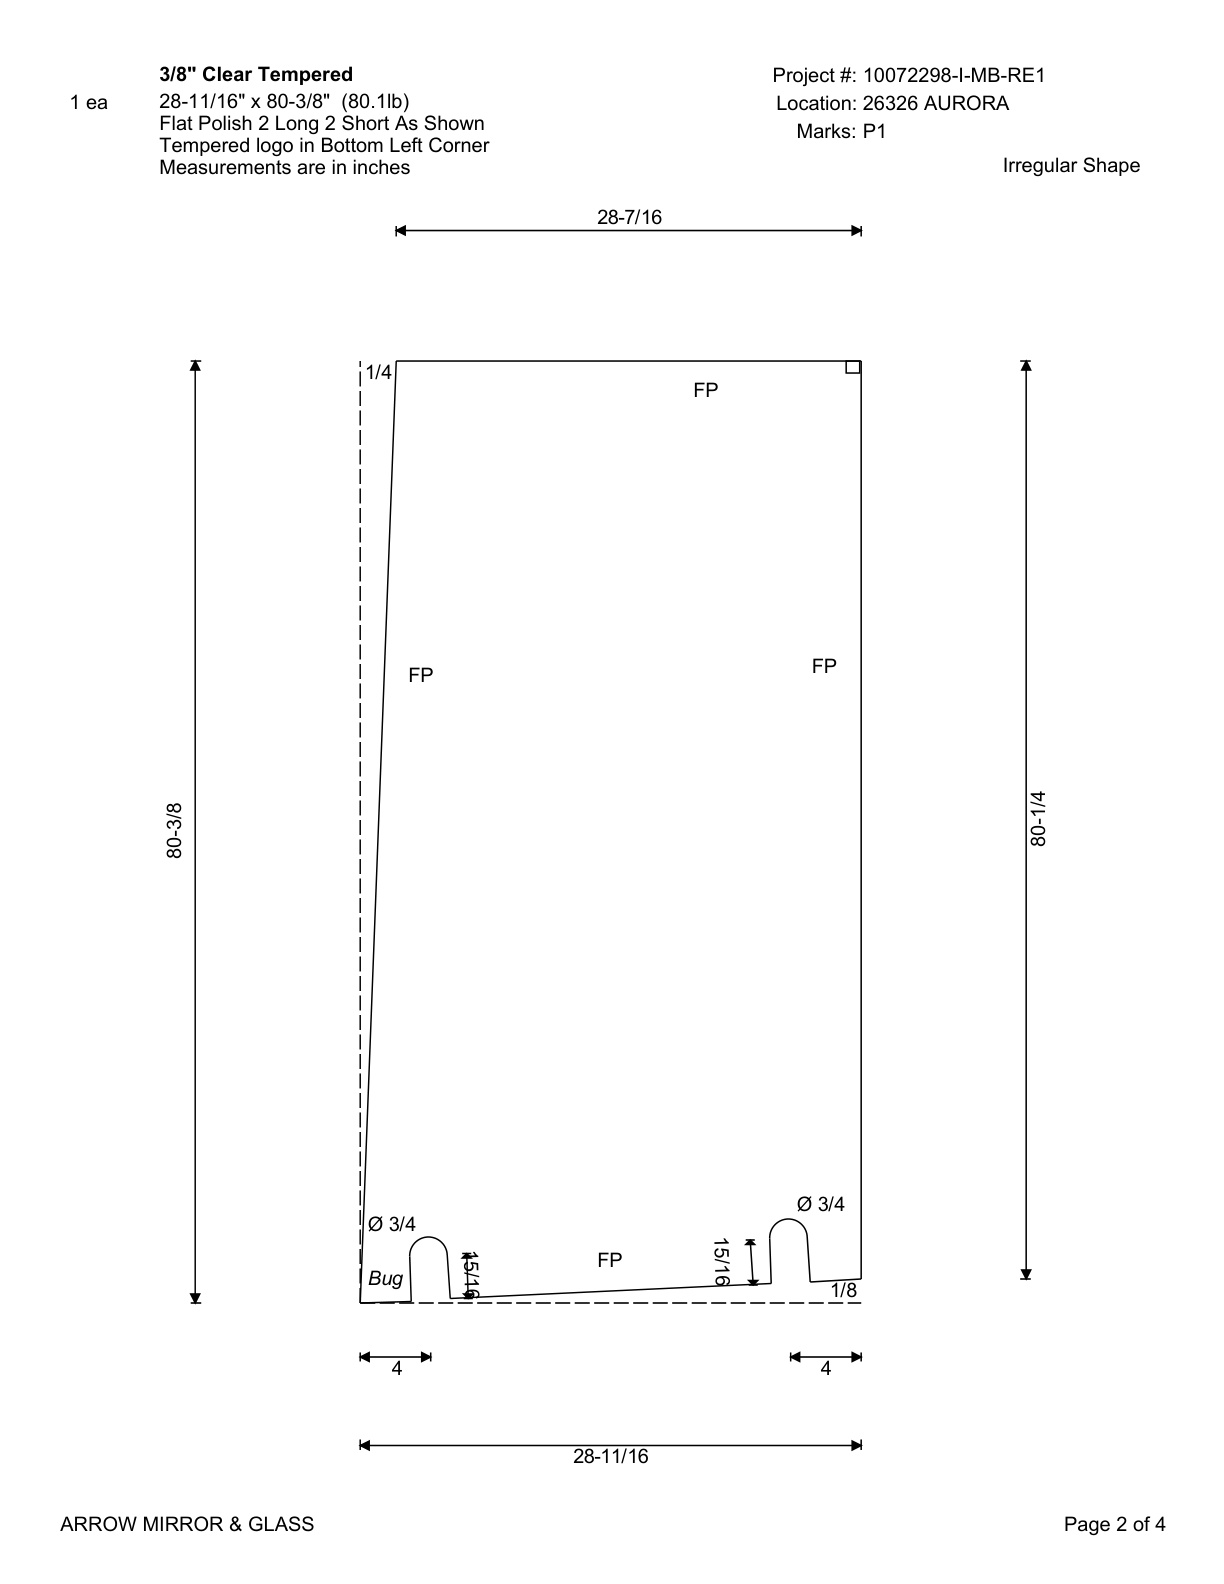 3/8" Clear Tempered
1 ea
28-11/16" x 80-3/8"  (80.1lb)
Flat Polish 2 Long 2 Short As Shown
Tempered logo in Bottom Left Corner
Measurements are in inches
Project #: 10072298-I-MB-RE1
Location: 26326 AURORA
Marks: P1
Irregular Shape
28-7/16
1/4
FP
FP
FP
80-3/8
80-1/4
Ø 3/4
Ø 3/4
15/16
15/16
FP
Bug
1/8
4
4
28-11/16
ARROW MIRROR & GLASS
Page 2 of 4